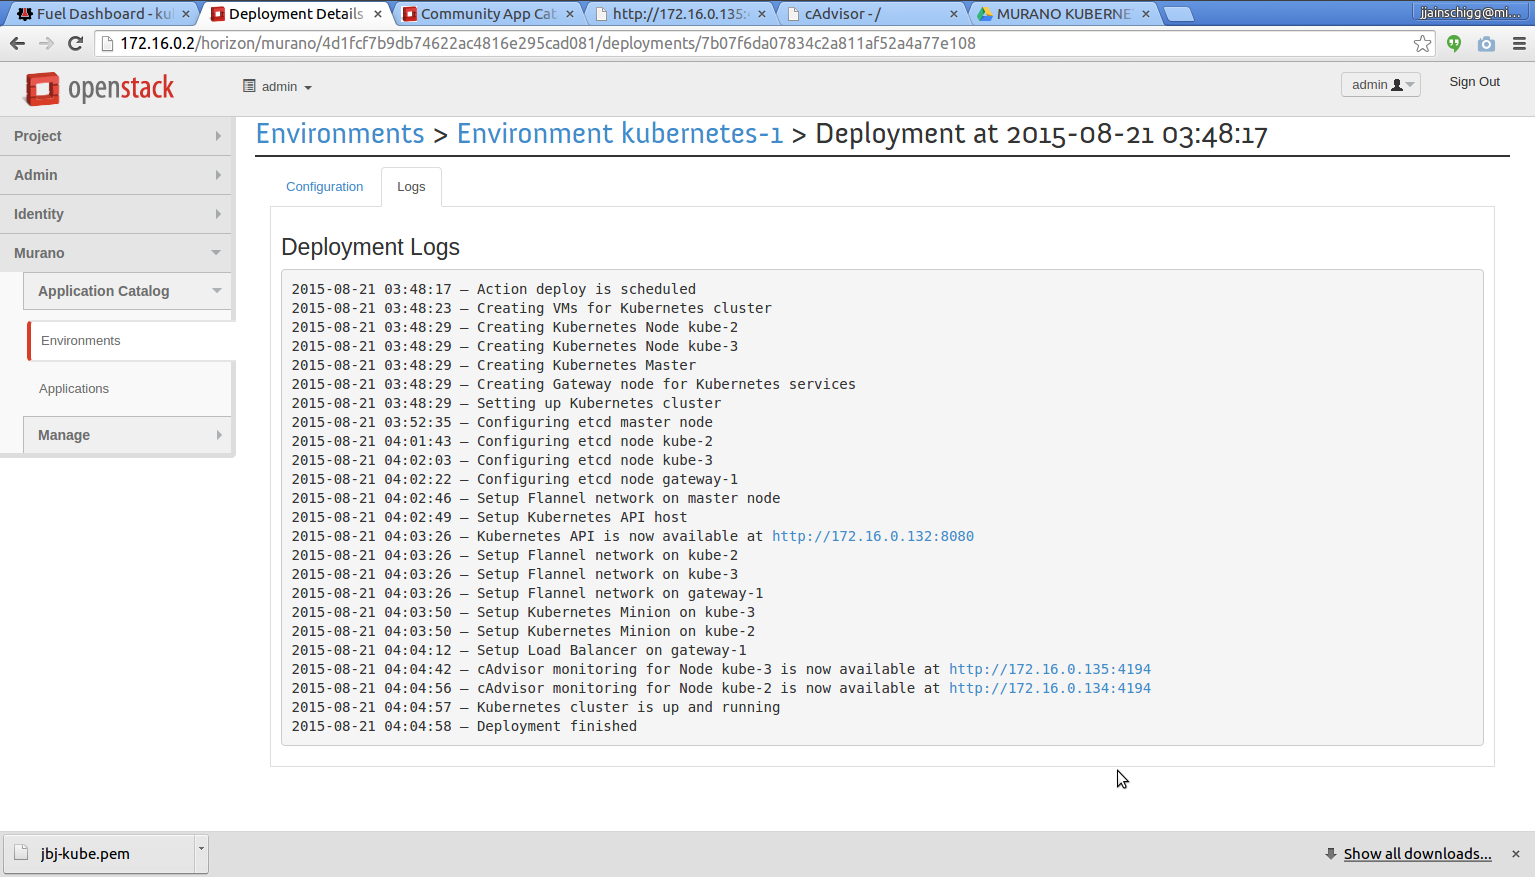 Fuel Dashboard - ku
Deployment Details
Community App Cat
http://172.16.0.135:
cAdvisor - /
MURANO KUBERNE
jjainschigg@mi...
172.16.0.2/horizon/murano/4d1fcf7b9db74622ac4816e295cad081/deployments/7b07f6da07834c2a811af52a4a77e108
openstack
admin
admin
Sign Out
Project
Admin
Identity
Murano
Application Catalog
Environments
Applications
Manage
Environments > Environment kubernetes-1 > Deployment at 2015-08-21 03:48:17
Configuration
Logs
Deployment Logs
2015-08-21 03:48:17 — Action deploy is scheduled
2015-08-21 03:48:23 — Creating VMs for Kubernetes cluster
2015-08-21 03:48:29 — Creating Kubernetes Node kube-2
2015-08-21 03:48:29 — Creating Kubernetes Node kube-3
2015-08-21 03:48:29 — Creating Kubernetes Master
2015-08-21 03:48:29 — Creating Gateway node for Kubernetes services
2015-08-21 03:48:29 — Setting up Kubernetes cluster
2015-08-21 03:52:35 — Configuring etcd master node
2015-08-21 04:01:43 — Configuring etcd node kube-2
2015-08-21 04:02:03 — Configuring etcd node kube-3
2015-08-21 04:02:22 — Configuring etcd node gateway-1
2015-08-21 04:02:46 — Setup Flannel network on master node
2015-08-21 04:02:49 — Setup Kubernetes API host
2015-08-21 04:03:26 — Kubernetes API is now available at http://172.16.0.132:8080
2015-08-21 04:03:26 — Setup Flannel network on kube-2
2015-08-21 04:03:26 — Setup Flannel network on kube-3
2015-08-21 04:03:26 — Setup Flannel network on gateway-1
2015-08-21 04:03:50 — Setup Kubernetes Minion on kube-3
2015-08-21 04:03:50 — Setup Kubernetes Minion on kube-2
2015-08-21 04:04:12 — Setup Load Balancer on gateway-1
2015-08-21 04:04:42 — cAdvisor monitoring for Node kube-3 is now available at http://172.16.0.135:4194
2015-08-21 04:04:56 — cAdvisor monitoring for Node kube-2 is now available at http://172.16.0.134:4194
2015-08-21 04:04:57 — Kubernetes cluster is up and running
2015-08-21 04:04:58 — Deployment finished
jbj-kube.pem
Show all downloads...